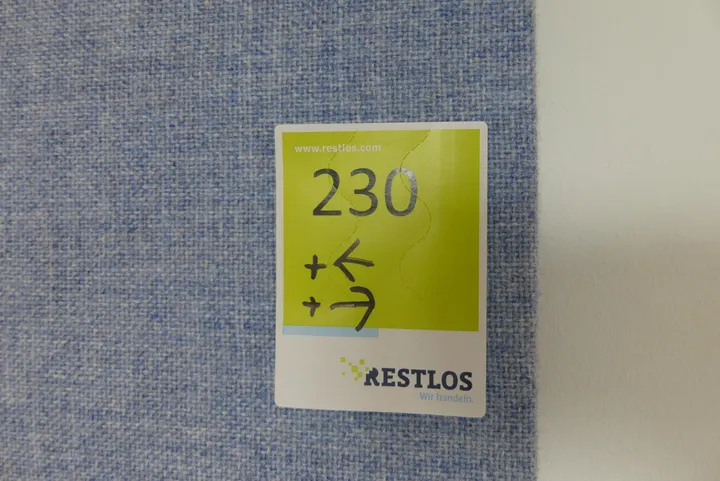 www.restlos.com
230
+ ←
+ →
RESTLOS
Wir handeln.